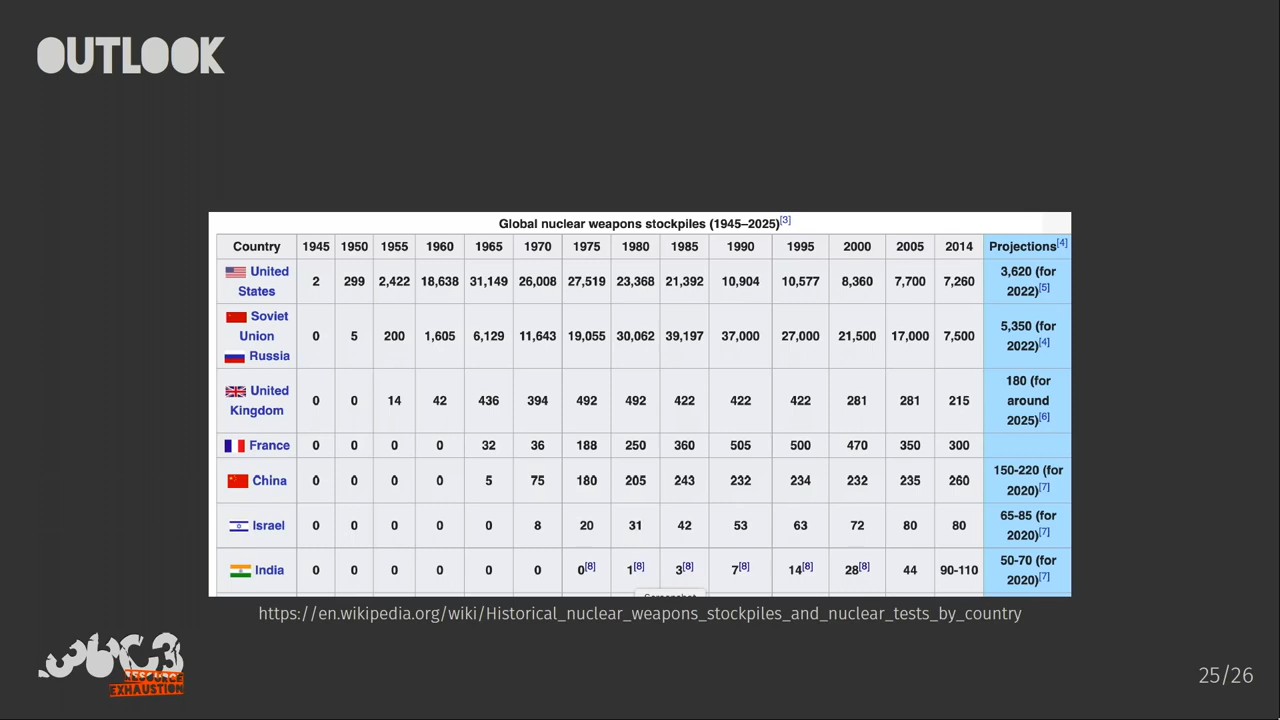 OUTLOOK
Global nuclear weapons stockpiles (1945–2025)[3]
Country 1945 1950 1955 1960 1965 1970 1975 1980 1985 1990 1995 2000 2005 2014 Projections[4]
United States 2 299 2,422 18,638 31,149 26,008 27,519 23,368 21,392 10,904 10,577 8,360 7,700 7,260 3,620 (for 2022)[5]
Soviet Union Russia 0 5 200 1,605 6,129 11,643 19,055 30,062 39,197 37,000 27,000 21,500 17,000 7,500 5,350 (for 2022)[4]
United Kingdom 0 0 14 42 436 394 492 492 422 422 422 281 281 215 180 (for around 2025)[6]
France 0 0 0 0 32 36 188 250 360 505 500 470 350 300
China 0 0 0 0 5 75 180 205 243 232 234 232 235 260 150-220 (for 2020)[7]
Israel 0 0 0 0 0 8 20 31 42 53 63 72 80 80 65-85 (for 2020)[7]
India 0 0 0 0 0 0 0[8] 1[8] 3[8] 7[8] 14[8] 28[8] 44 90-110 50-70 (for 2020)[7]
https://en.wikipedia.org/wiki/Historical_nuclear_weapons_stockpiles_and_nuclear_tests_by_country
36C3
RESOURCE
EXHAUSTION
25/26